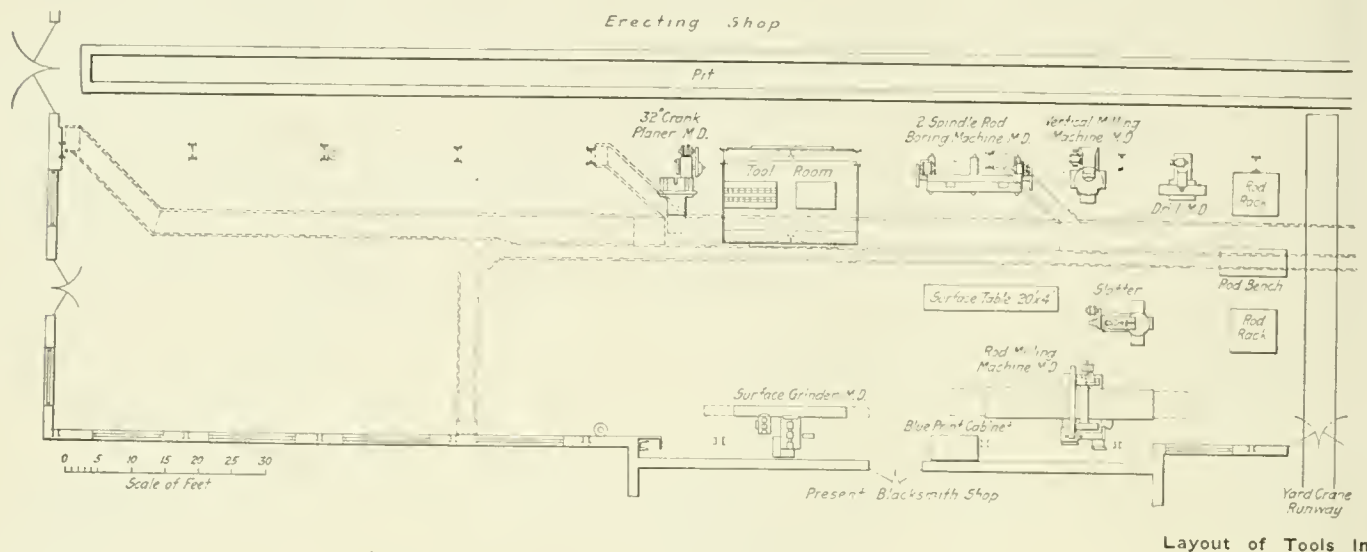 Erecting Shop
Pit
32" Crank
Planer M.D.
2 Spindle Rod
Boring Machine M.D.
Vertical Milling
Machine M.D.
Tool Room
Drill M.D.
Rod
Rack
Rod Bench
Surface Table 20'x4'
Slotter
Rod
Rack
Rod Milling
Machine M.D.
Surface Grinder M.D.
Blue Print Cabinet
0 5 10 15 20 25 30
Scale of Feet
Present Blacksmith Shop
Yard Crane
Runway
Layout of Tools In